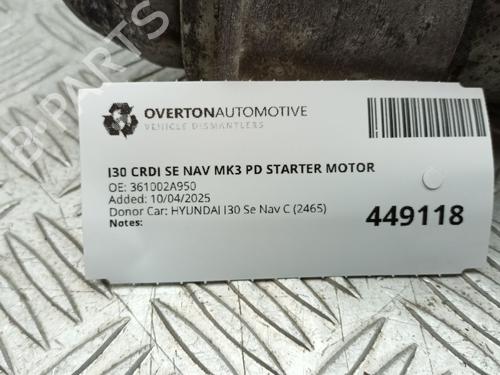 B-PARTS
OVERTONAUTOMOTIVE
VEHICLE DISMANTLERS
I30 CRDI SE NAV MK3 PD STARTER MOTOR
OE: 361002A950
Added: 10/04/2025
Donor Car: HYUNDAI I30 Se Nav C (2465)
Notes:
449118